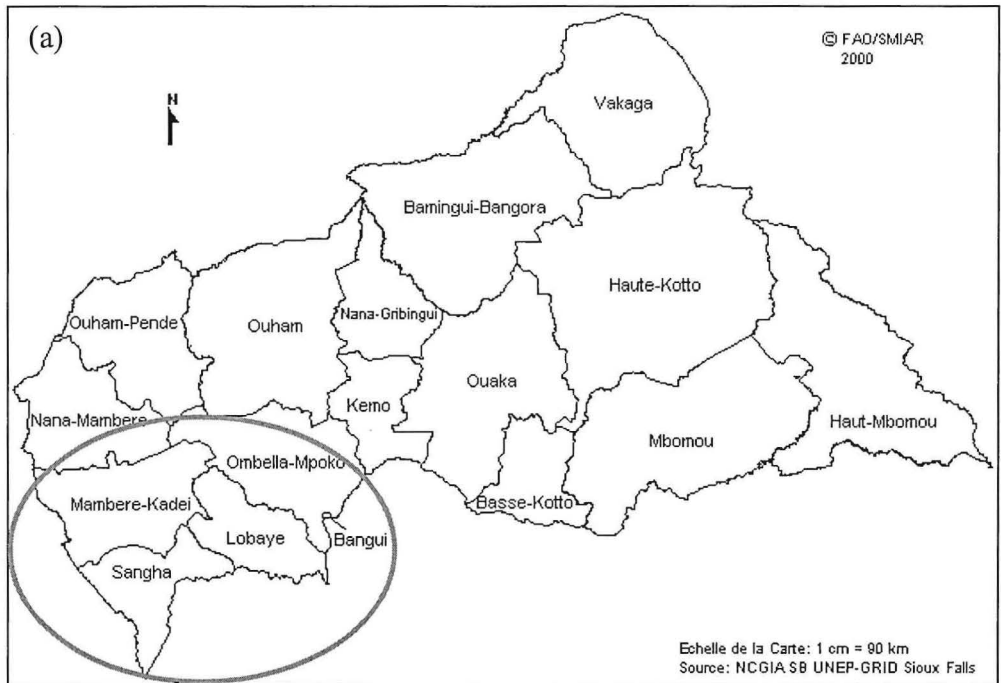 (a)
© FAO/SMIAR
2000
N
Vakaga
Bamingui-Bangora
Haute-Kotto
Ouham-Pende
Ouham
Nana-Gribingui
Ouaka
Kemo
Nana-Mambere
Mbomou
Haut-Mbomou
Ombella-Mpoko
Mambere-Kadei
Basse-Kotto
Lobaye
Bangui
Sangha
Echelle de la Carte: 1 cm = 90 km
Source: NCGIA SB UNEP-GRID Sioux Falls